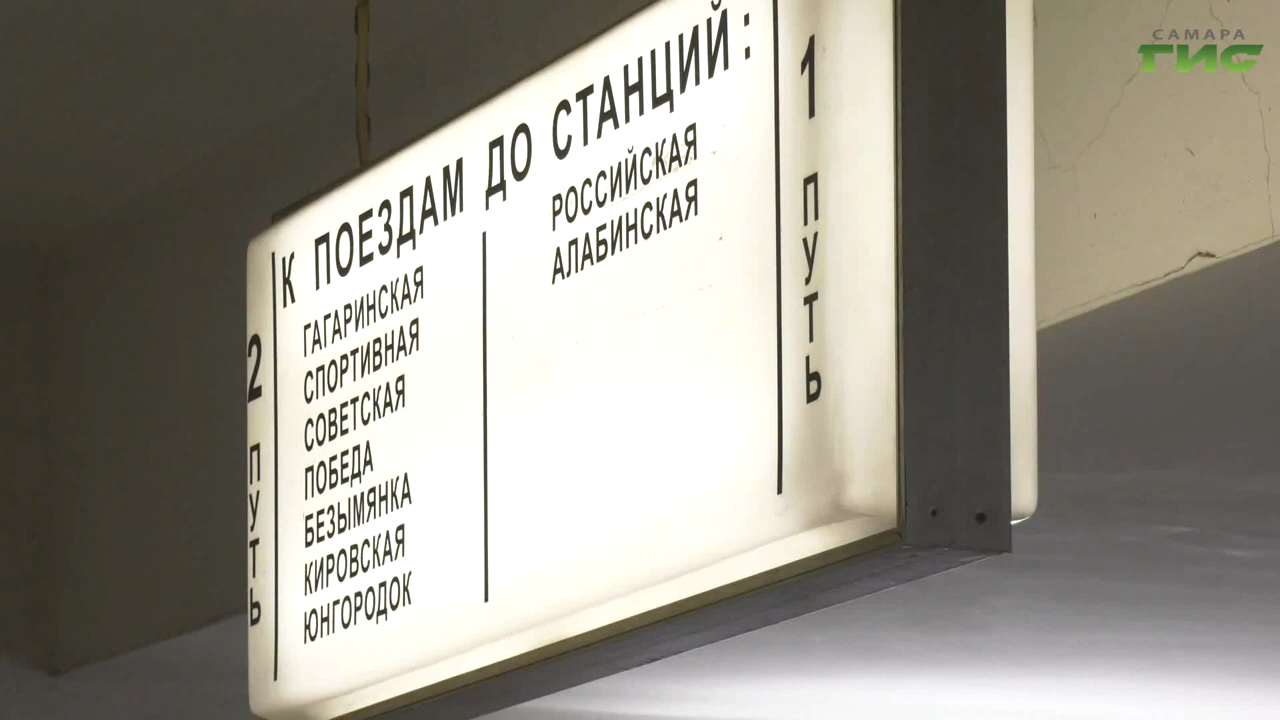 К ПОЕЗДАМ ДО СТАНЦИЙ:
2 ПУТЬ
ГАГАРИНСКАЯ
СПОРТИВНАЯ
СОВЕТСКАЯ
ПОБЕДА
БЕЗЫМЯНКА
КИРОВСКАЯ
ЮНГОРОДОК
РОССИЙСКАЯ
АЛАБИНСКАЯ
1 ПУТЬ
САМАРА
ГИС